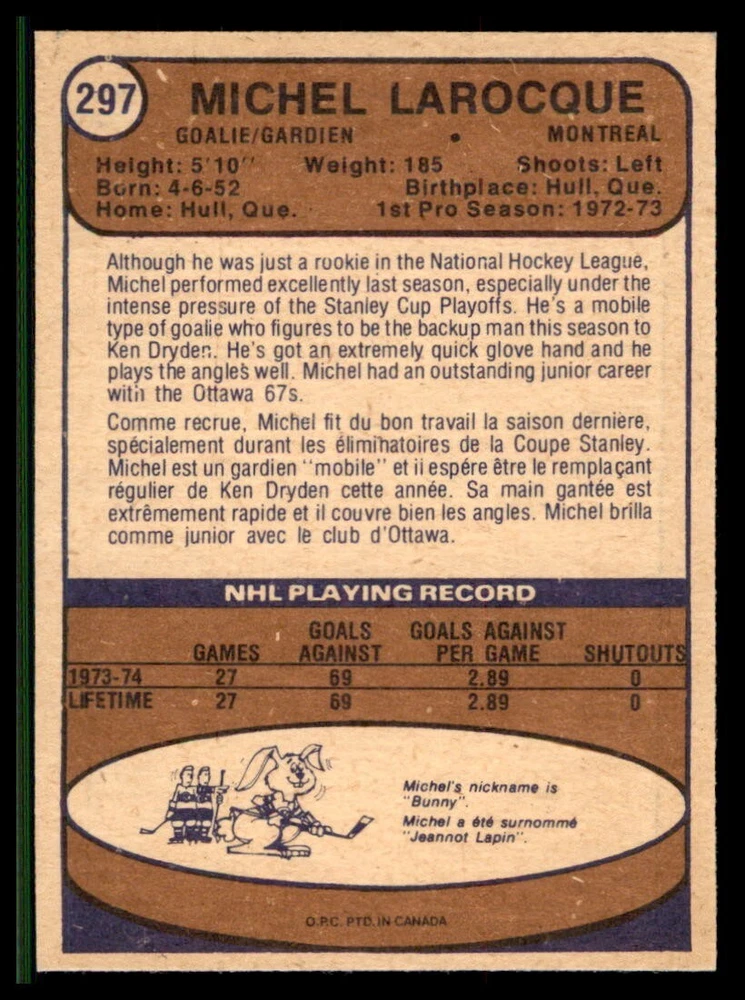 297
MICHEL LAROCQUE
GOALIE/GARDIEN • MONTREAL
Height: 5'10" Weight: 185 Shoots: Left
Born: 4-6-52 Birthplace: Hull, Que.
Home: Hull, Que. 1st Pro Season: 1972-73
Although he was just a rookie in the National Hockey League,
Michel performed excellently last season, especially under the
intense pressure of the Stanley Cup Playoffs. He's a mobile
type of goalie who figures to be the backup man this season to
Ken Dryden. He's got an extremely quick glove hand and he
plays the angles well. Michel had an outstanding junior career
with the Ottawa 67s.
Comme recrue, Michel fit du bon travail la saison dernière,
spécialement durant les éliminatoires de la Coupe Stanley.
Michel est un gardien "mobile" et il espére être le remplaçant
régulier de Ken Dryden cette année. Sa main gantée est
extrêmement rapide et il couvre bien les angles. Michel brilla
comme junior avec le club d'Ottawa.
NHL PLAYING RECORD
GOALS GOALS AGAINST
GAMES AGAINST PER GAME SHUTOUTS
1973-74 27 69 2.89 0
LIFETIME 27 69 2.89 0
Michel's nickname is
"Bunny".
Michel a été surnommé
"Jeannot Lapin".
O.P.C. PTD. IN CANADA